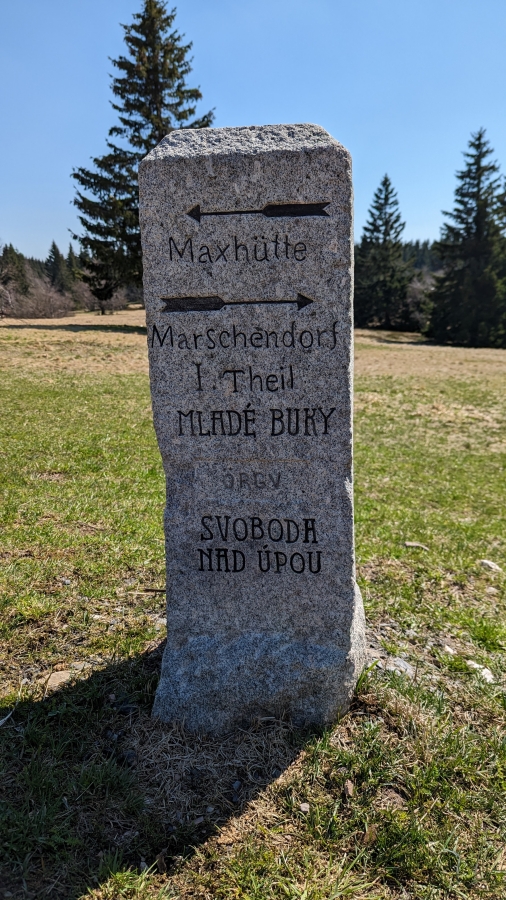 Maxhütte
Marschendorf
I. Theil
MLADÉ BUKY
ÖRGV
SVOBODA
NAD ÚPOU